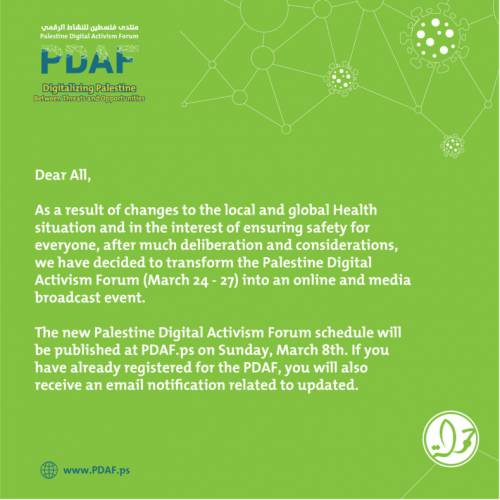 منتدى فلسطين للنشاط الرقمي
Palestine Digital Activism Forum
PDAF
Digitalizing Palestine
Between Threats and Opportunities
Dear All,
As a result of changes to the local and global Health
situation and in the interest of ensuring safety for
everyone, after much deliberation and considerations,
we have decided to transform the Palestine Digital
Activism Forum (March 24 - 27) into an online and media
broadcast event.
The new Palestine Digital Activism Forum schedule will
be published at PDAF.ps on Sunday, March 8th. If you
have already registered for the PDAF, you will also
receive an email notification related to updated.
حملة
www.PDAF.ps